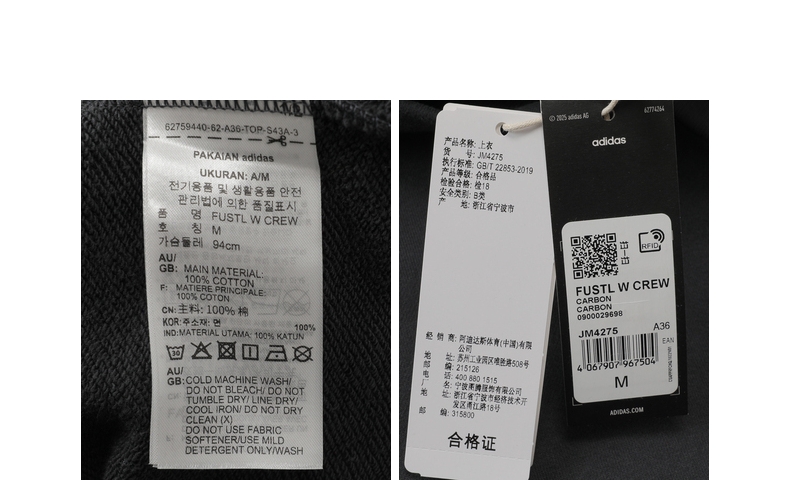 62759440-62-A36-TOP-S43A-3
PAKAIAN adidas
UKURAN: A/M
전기용품 및 생활용품 안전
관리법에 의한 품질표시
품 명 FUSTL W CREW
호 칭 M
가슴둘레 94cm
AU/
GB: MAIN MATERIAL:
100% COTTON
F: MATIERE PRINCIPALE:
100% COTON
CN: 主料: 100% 棉
KOR: 주소재: 면 100%
IND: MATERIAL UTAMA: 100% KATUN
AU/
GB: COLD MACHINE WASH/
DO NOT BLEACH/ DO NOT
TUMBLE DRY/ LINE DRY/
COOL IRON/ DO NOT DRY
CLEAN (X)
DO NOT USE FABRIC
SOFTENER/USE MILD
DETERGENT ONLY/WASH
产品名称: 上衣
货 号: JM4275
执行标准: GB/T 22853-2019
产品等级: 合格品
检验合格: 检18
安全类别: B类
产 地: 浙江省宁波市
经 销 商: 阿迪达斯体育(中国)有限
公司
地 址: 苏州工业园区唯亭路508号
邮 编: 215126
电 话: 400 880 1515
厂 名: 宁波甬腾服饰有限公司
地 址: 浙江省宁波市经济技术开
发区甬江路18号
邮 编: 315800
合格证
© 2025 adidas AG
62774264
adidas
RFID
FUSTL W CREW
CARBON
CARBON
0900029698
JM4275 A36
EAN
4 067907 967504
M
ADIDAS.COM